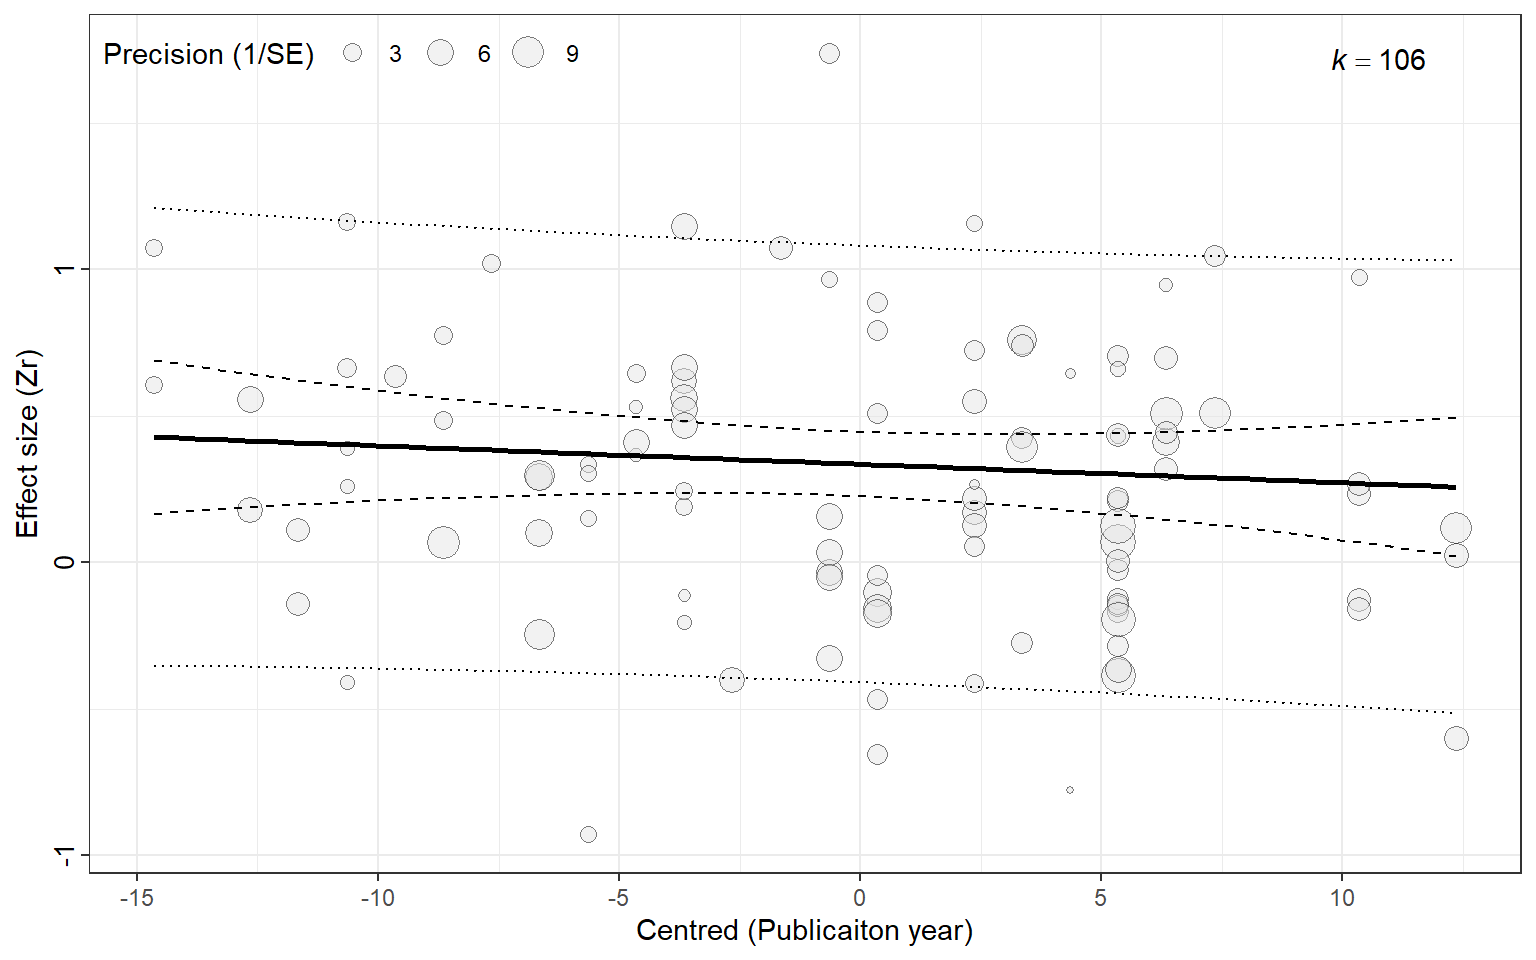 Precision (1/SE) 3 6 9
k = 106
Effect size (Zr)
1
0
-1
-15 -10 -5 0 5 10
Centred (Publicaiton year)